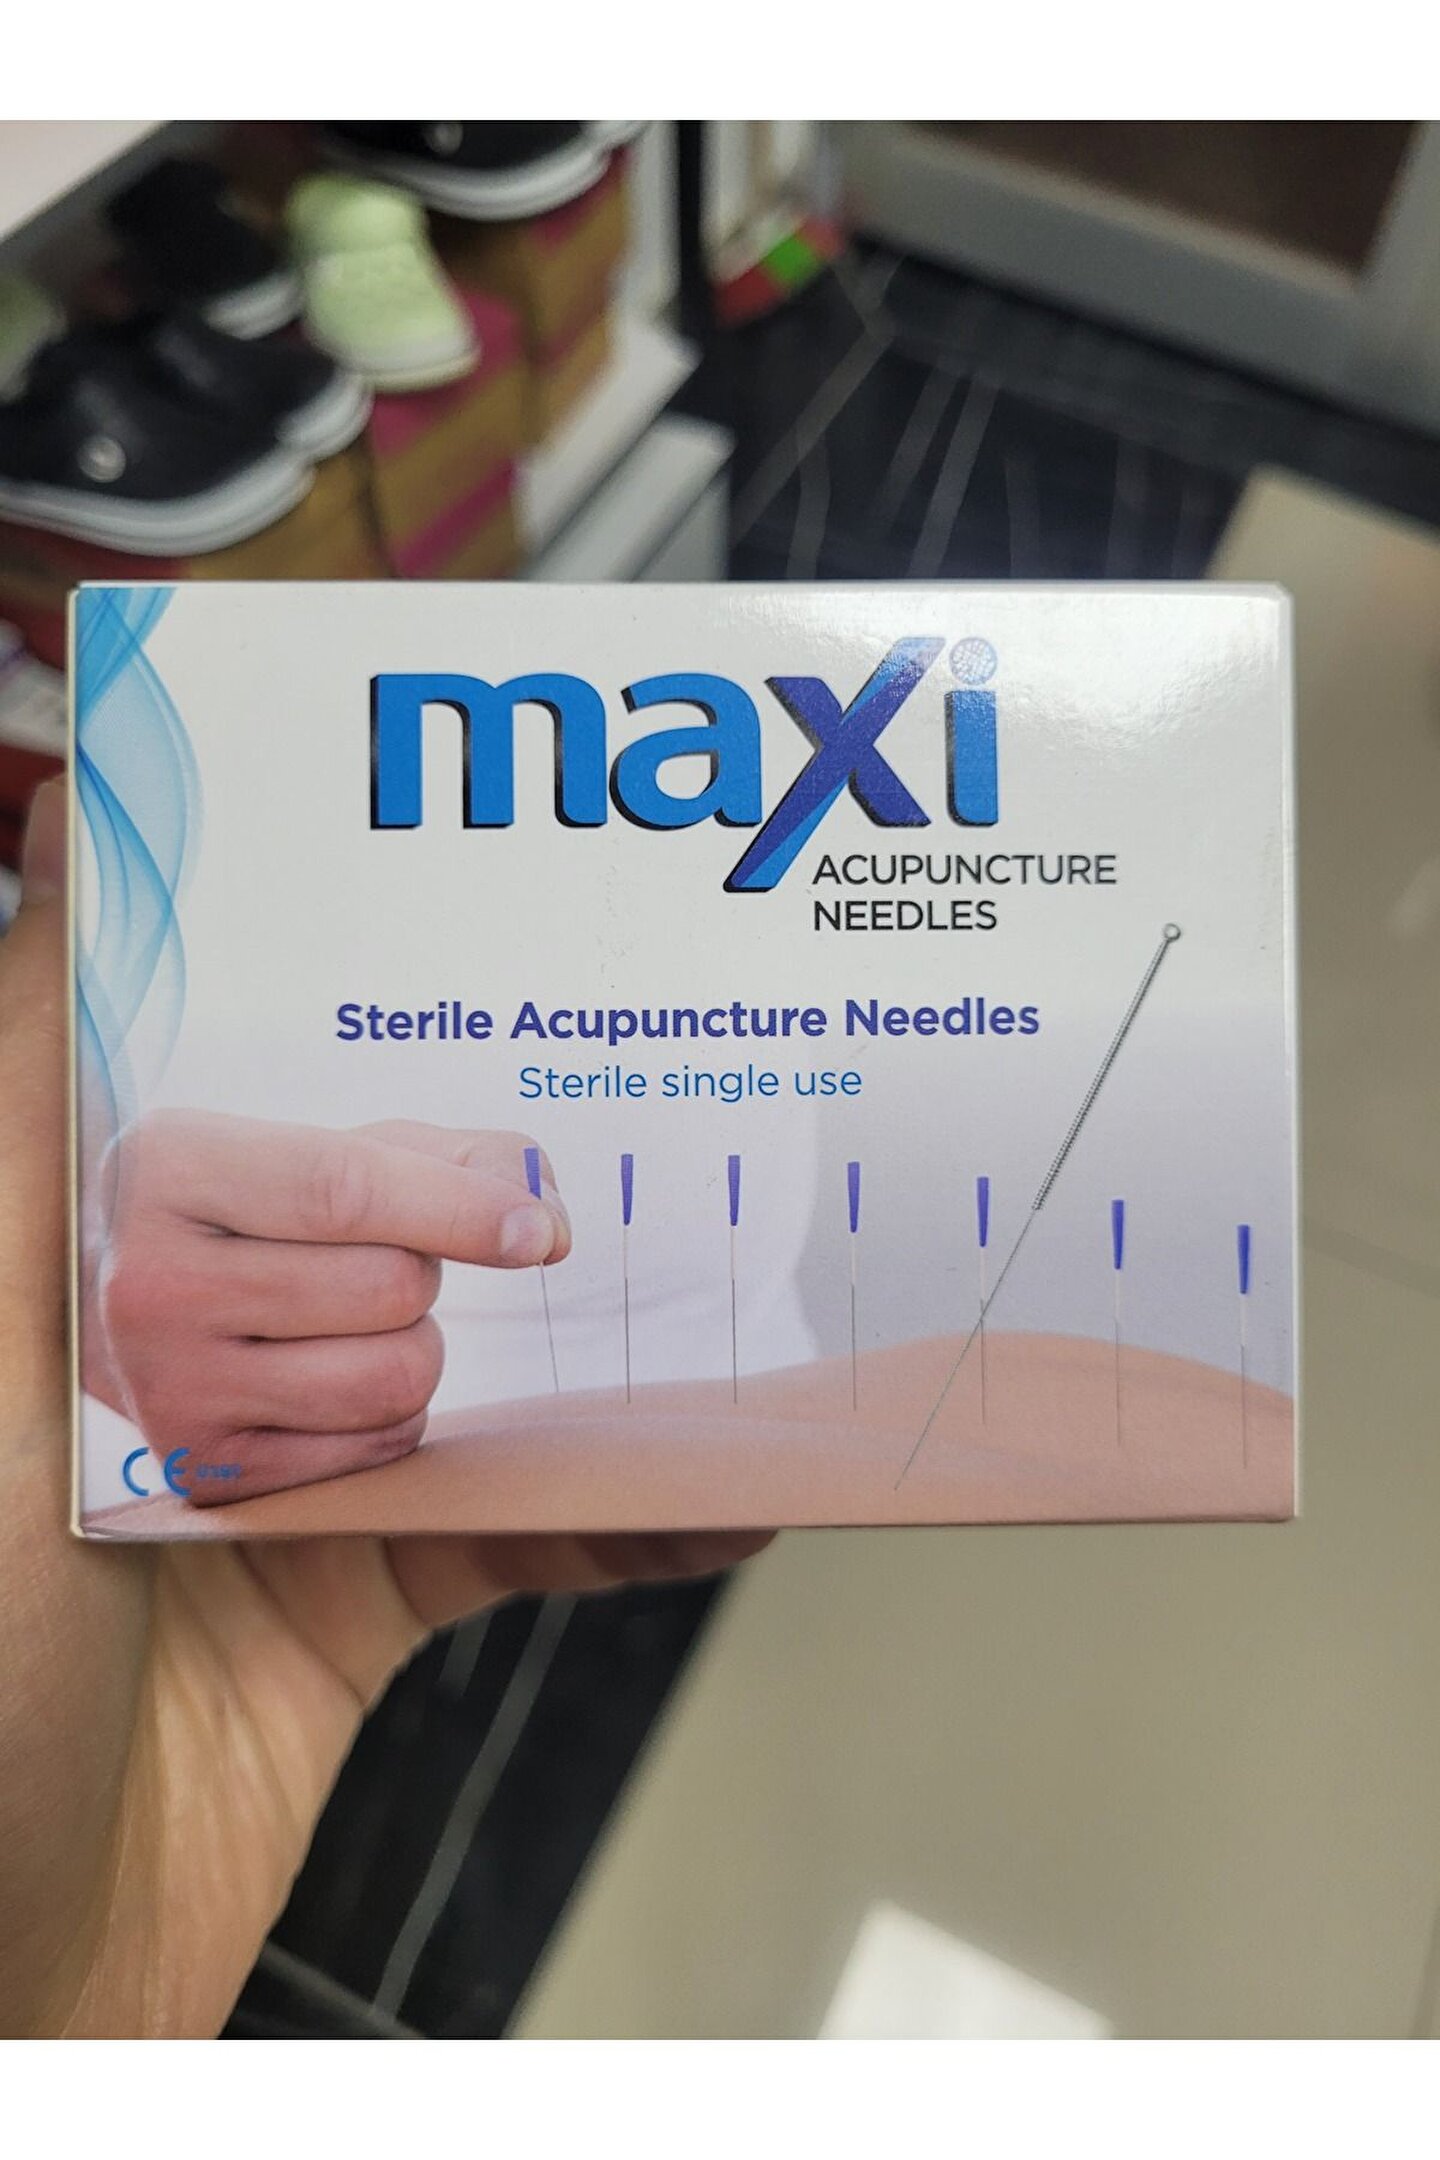 maxi
ACUPUNCTURE
NEEDLES
Sterile Acupuncture Needles
Sterile single use
CE